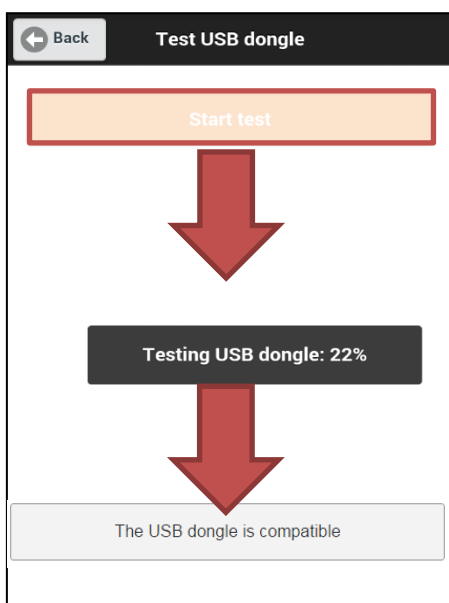 Back
Test USB dongle
Start test
Testing USB dongle: 22%
The USB dongle is compatible